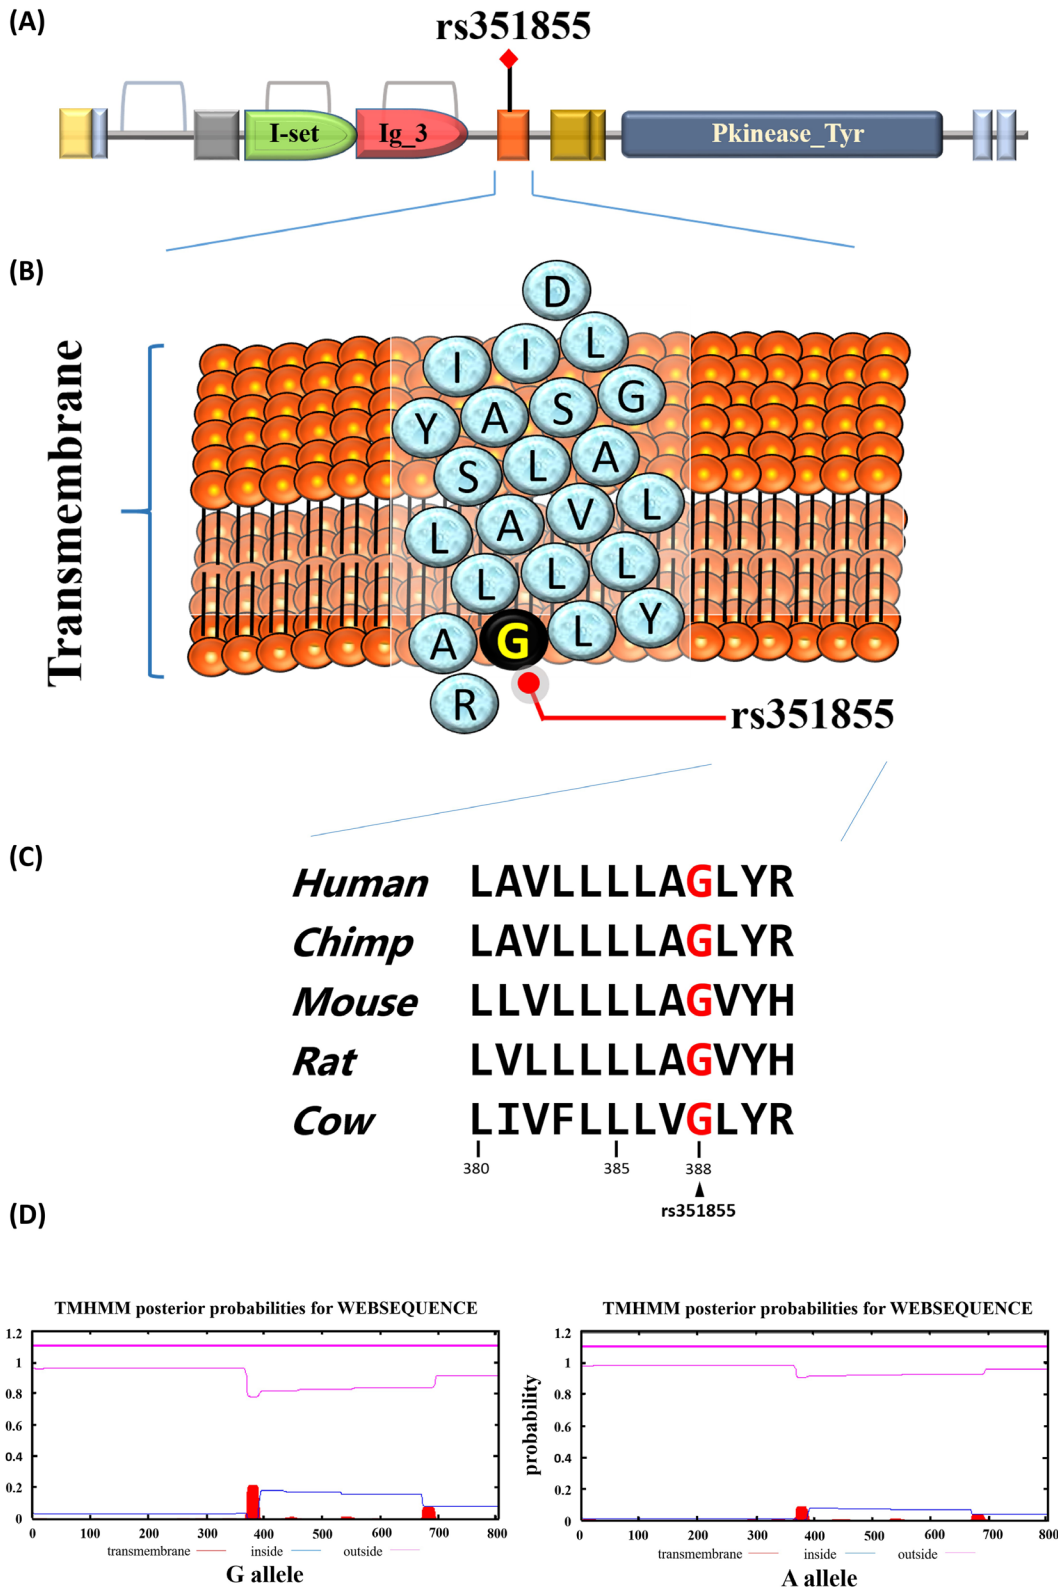 (A)
rs351855
I-set
Ig_3
Pkinease_Tyr
(B)
Transmembrane
D
I I L
Y A S G
S L A
L A V L
L L L
A G L Y
R
rs351855
(C)
Human LAVLLLLAGLYR
Chimp LAVLLLLAGLYR
Mouse LLVLLLLAGVYH
Rat LVLLLLLAGVYH
Cow LIVFLLLVGLYR
380 385 388
rs351855
(D)
TMHMM posterior probabilities for WEBSEQUENCE
1.2
1
0.8
0.6
0.4
0.2
0
0 100 200 300 400 500 600 700 800
transmembrane inside outside
G allele
TMHMM posterior probabilities for WEBSEQUENCE
probability
1.2
1
0.8
0.6
0.4
0.2
0
0 100 200 300 400 500 600 700 800
transmembrane inside outside
A allele